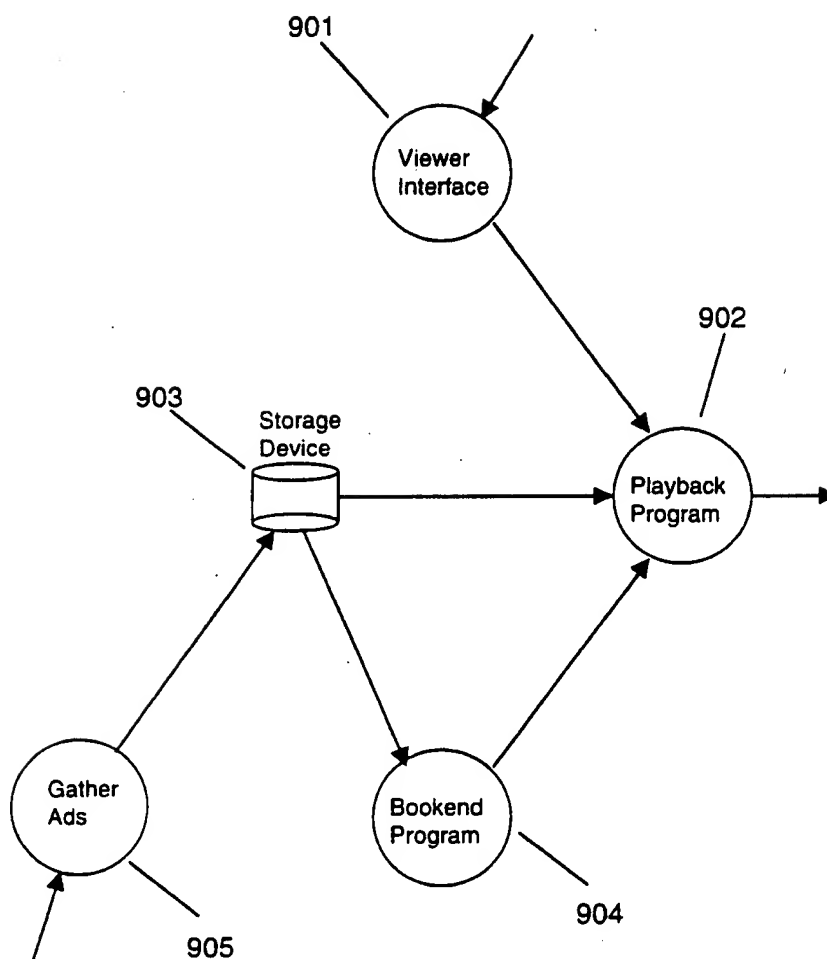 901
Viewer
Interface
902
903
Storage
Device
Playback
Program
Gather
Ads
Bookend
Program
904
905